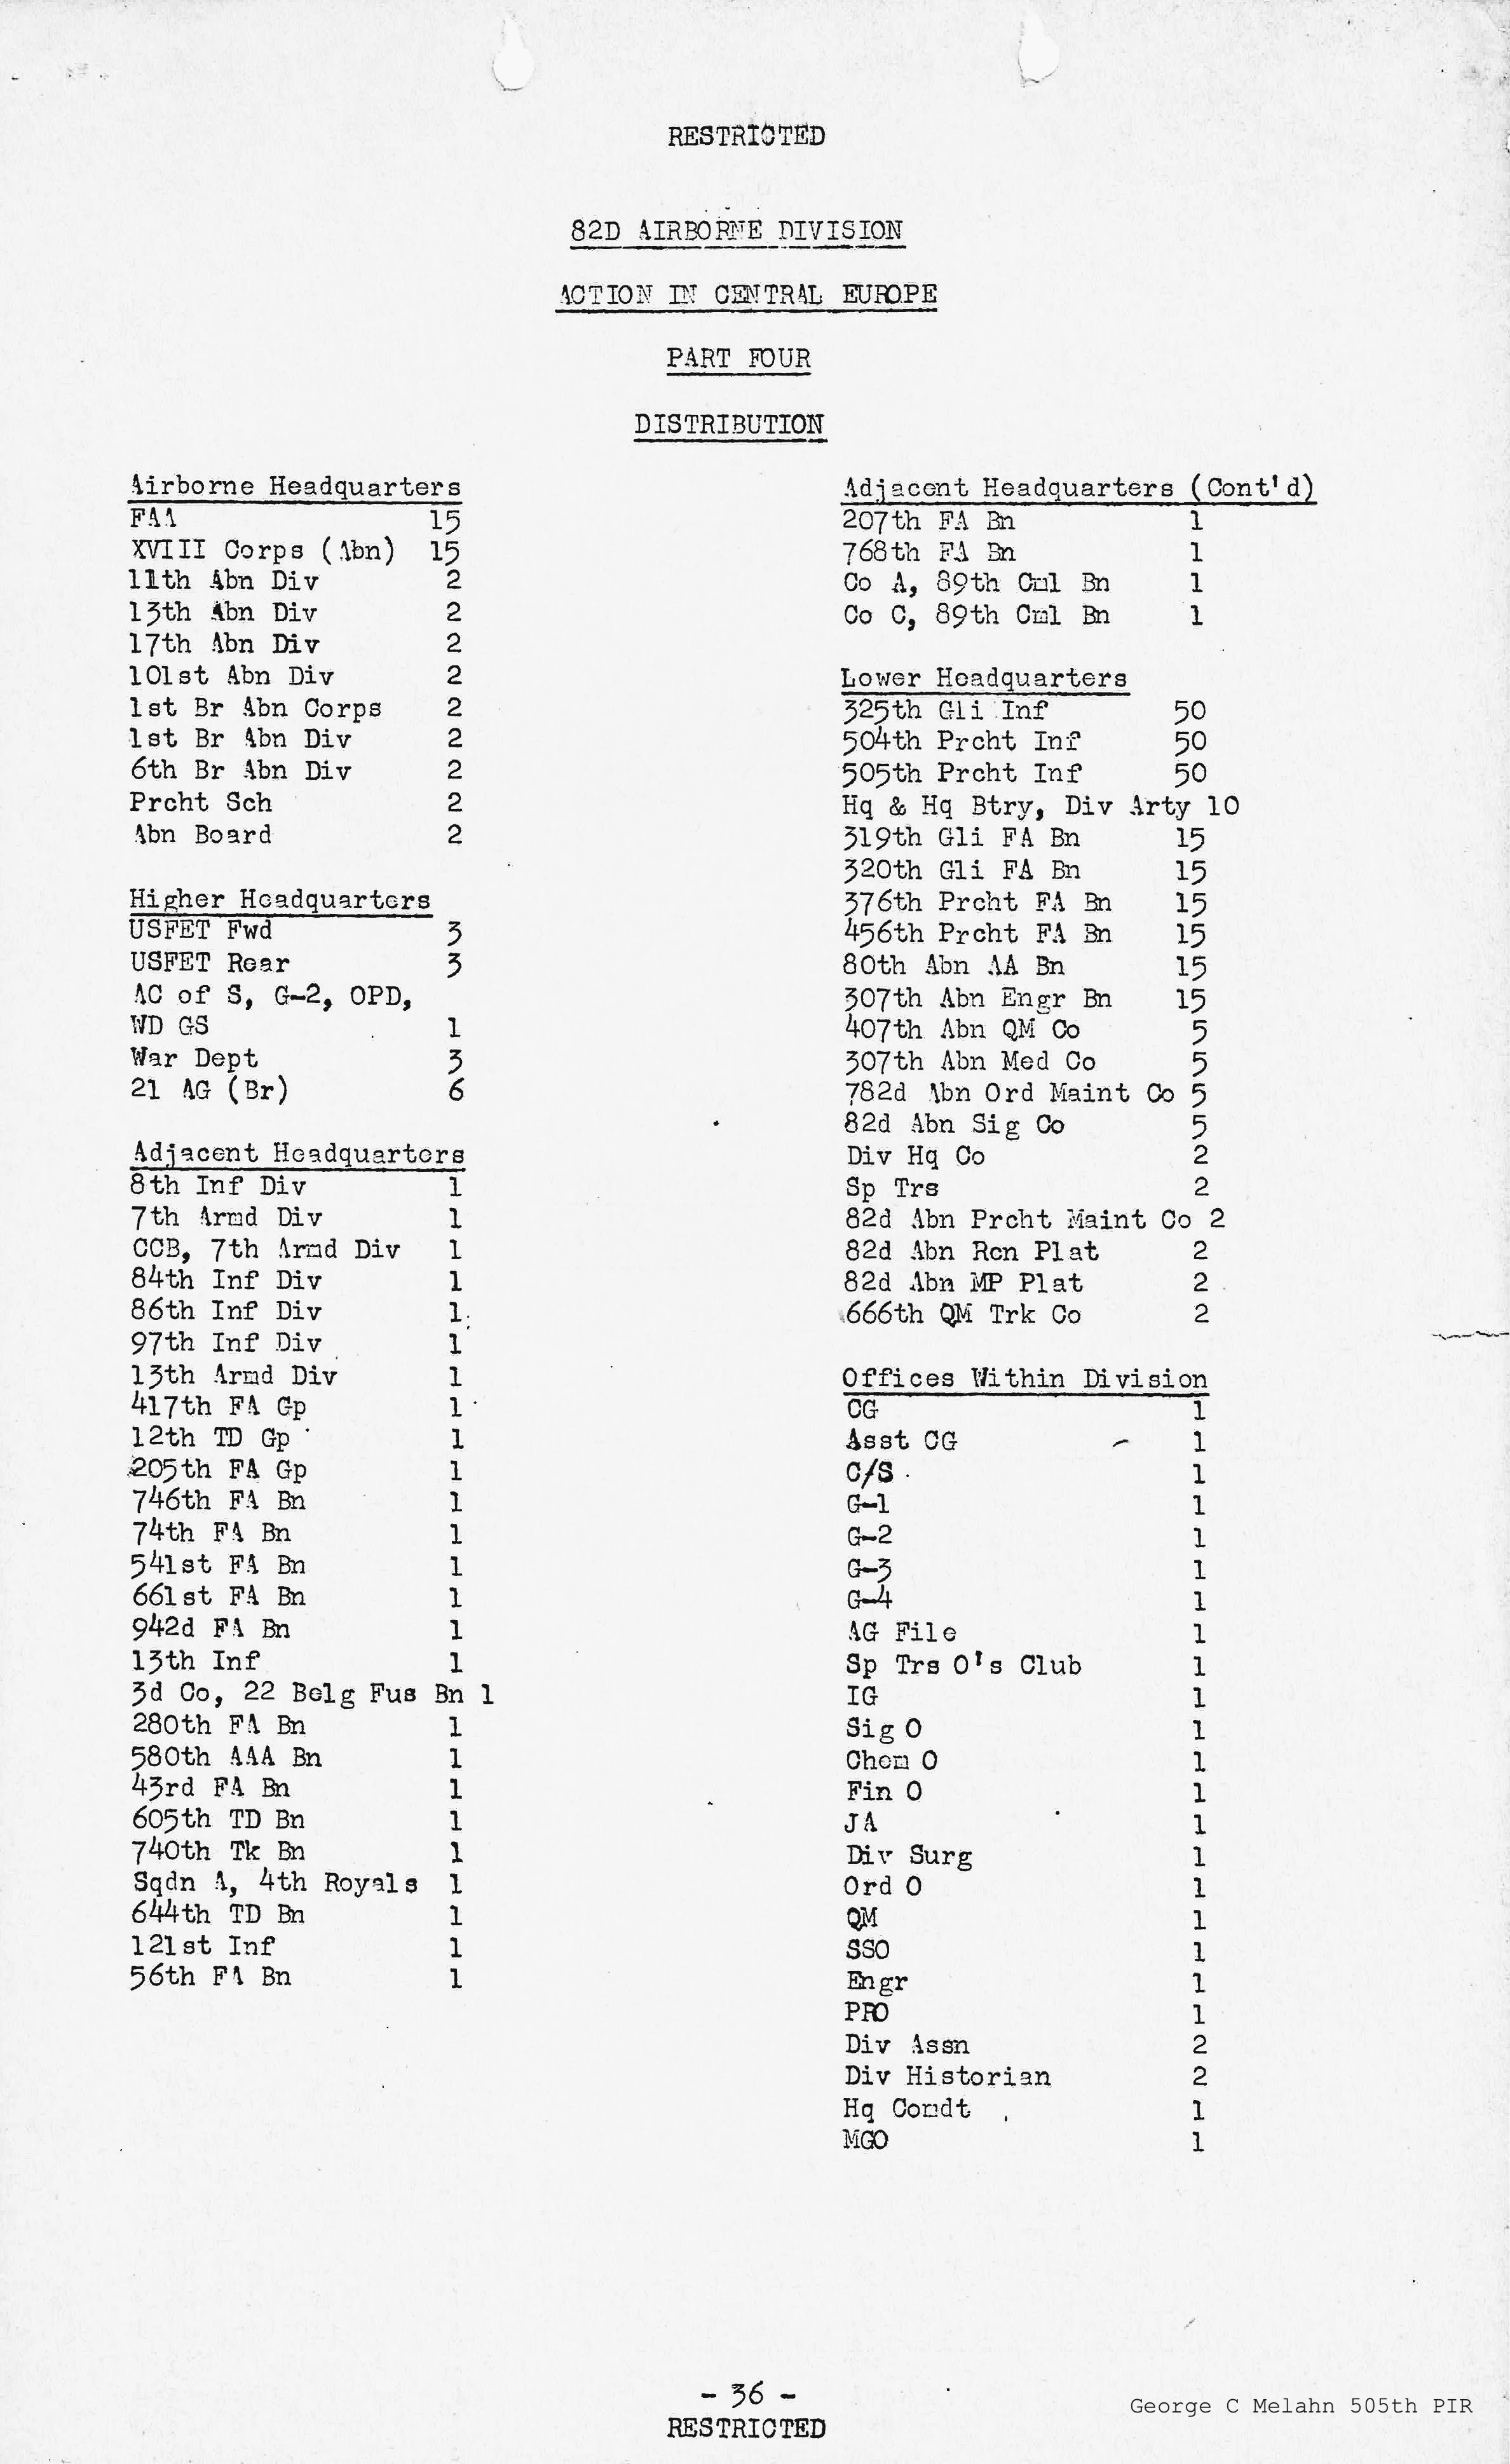 RESTRICTED
82D AIRBORNE DIVISION
ACTION IN CENTRAL EUROPE
PART FOUR
DISTRIBUTION
Airborne Headquarters
FAA 15
XVIII Corps (Abn) 15
11th Abn Div 2
13th Abn Div 2
17th Abn Div 2
101st Abn Div 2
1st Br Abn Corps 2
1st Br Abn Div 2
6th Br Abn Div 2
Prcht Sch 2
Abn Board 2
Higher Headquarters
USFET Fwd 3
USFET Rear 3
AC of S, G-2, OPD,
WD GS 1
War Dept 3
21 AG (Br) 6
Adjacent Headquarters
8th Inf Div 1
7th Armd Div 1
CCB, 7th Armd Div 1
84th Inf Div 1
86th Inf Div 1
97th Inf Div 1
13th Armd Div 1
417th FA Gp 1
12th TD Gp 1
205th FA Gp 1
746th FA Bn 1
74th FA Bn 1
541st FA Bn 1
661st FA Bn 1
942d FA Bn 1
13th Inf 1
3d Co, 22 Belg Fus Bn 1
280th FA Bn 1
580th AAA Bn 1
43rd FA Bn 1
605th TD Bn 1
740th Tk Bn 1
Sqdn A, 4th Royals 1
644th TD Bn 1
121st Inf 1
56th FA Bn 1
Adjacent Headquarters (Cont'd)
207th FA Bn 1
768th FA Bn 1
Co A, 89th Cml Bn 1
Co C, 89th Cml Bn 1
Lower Headquarters
325th Gli Inf 50
504th Prcht Inf 50
505th Prcht Inf 50
Hq & Hq Btry, Div Arty 10
319th Gli FA Bn 15
320th Gli FA Bn 15
376th Prcht FA Bn 15
456th Prcht FA Bn 15
80th Abn AA Bn 15
307th Abn Engr Bn 15
407th Abn QM Co 5
307th Abn Med Co 5
782d Abn Ord Maint Co 5
82d Abn Sig Co 5
Div Hq Co 2
Sp Trs 2
82d Abn Prcht Maint Co 2
82d Abn Rcn Plat 2
82d Abn MP Plat 2
666th QM Trk Co 2
Offices Within Division
CG 1
Asst CG 1
C/S 1
G-1 1
G-2 1
G-3 1
G-4 1
AG File 1
Sp Trs O's Club 1
IG 1
Sig O 1
Chem O 1
Fin O 1
JA 1
Div Surg 1
Ord O 1
QM 1
SSO 1
Engr 1
PRO 1
Div Assn 2
Div Historian 2
Hq Comdt 1
MGO 1
- 36 -
RESTRICTED
George C Melahn 505th PIR